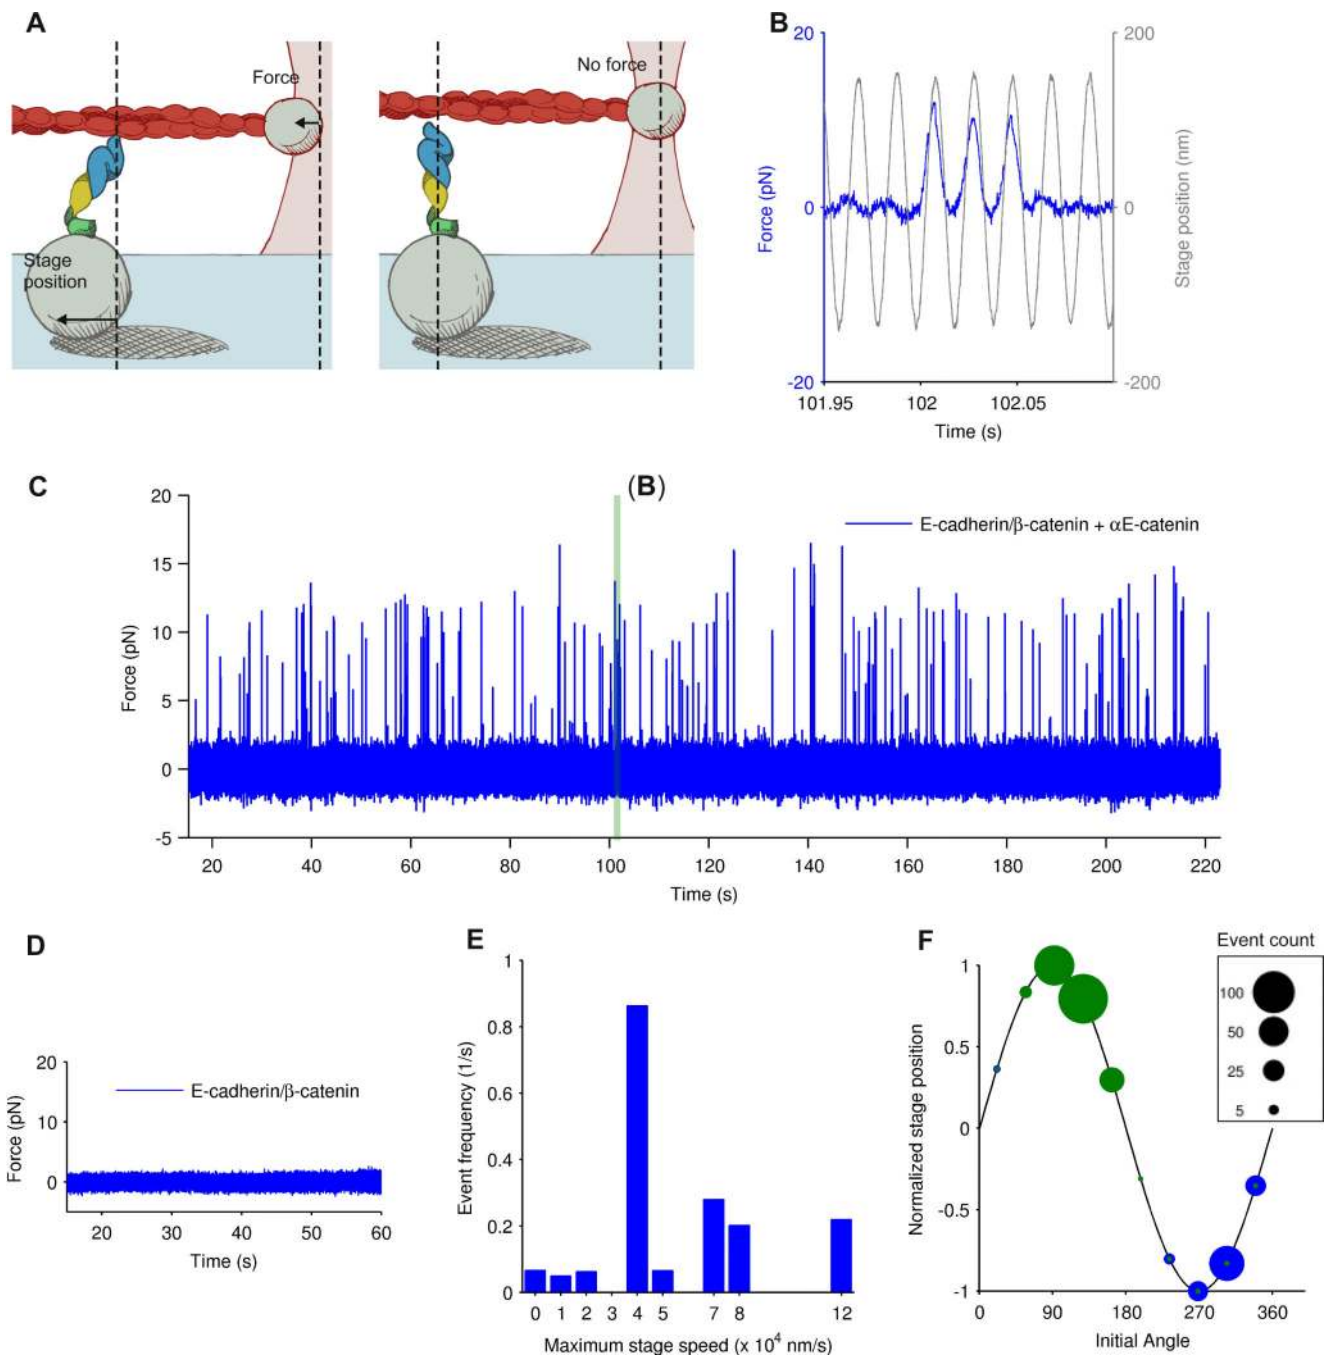 A
Force
No force
Stage
position
B
20
0
-20
Force (pN)
200
0
-200
Stage position (nm)
101.95
102
102.05
Time (s)
C
(B)
E-cadherin/β-catenin + αE-catenin
20
15
10
5
0
-5
Force (pN)
20
40
60
80
100
120
140
160
180
200
220
Time (s)
D
E-cadherin/β-catenin
20
10
0
Force (pN)
20
30
40
50
60
Time (s)
E
1
0.8
0.6
0.4
0.2
0
Event frequency (1/s)
0
1
2
3
4
5
7
8
12
Maximum stage speed (x 10⁴ nm/s)
F
Event count
100
50
25
5
1
0.5
0
-0.5
-1
Normalized stage position
0
90
180
270
360
Initial Angle